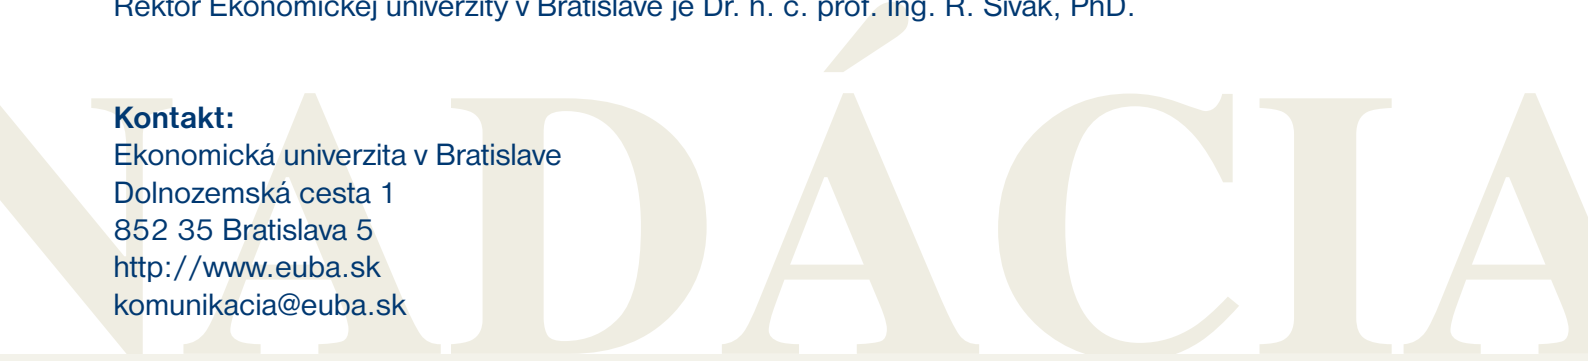 Rektor Ekonomickej univerzity v Bratislave je Dr. h. c. prof. Ing. R. Sivák, PhD.
Kontakt:
Ekonomická univerzita v Bratislave
Dolnozemská cesta 1
852 35 Bratislava 5
http://www.euba.sk
komunikacia@euba.sk
NADÁCIA